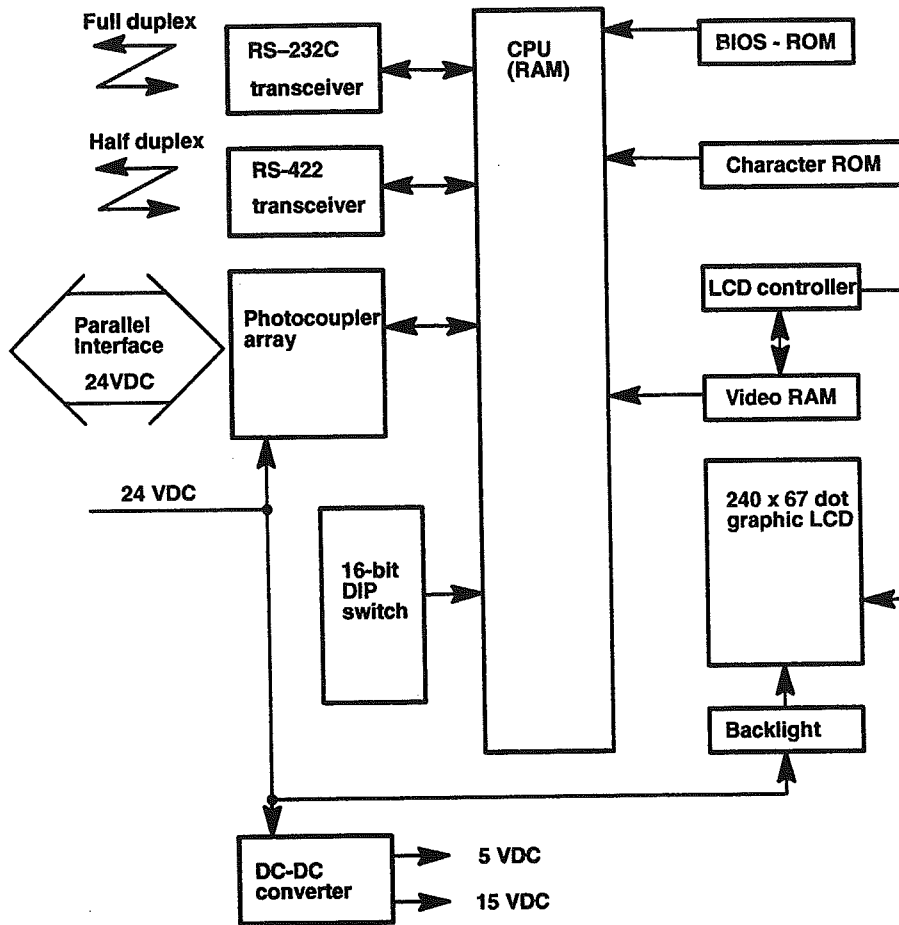 Full duplex
RS–232C
transceiver
CPU
(RAM)
BIOS - ROM
Half duplex
RS-422
transceiver
Character ROM
Parallel
Interface
24VDC
Photocoupler
array
LCD controller
Video RAM
24 VDC
240 x 67 dot
graphic LCD
16-bit
DIP
switch
Backlight
DC-DC
converter
5 VDC
15 VDC